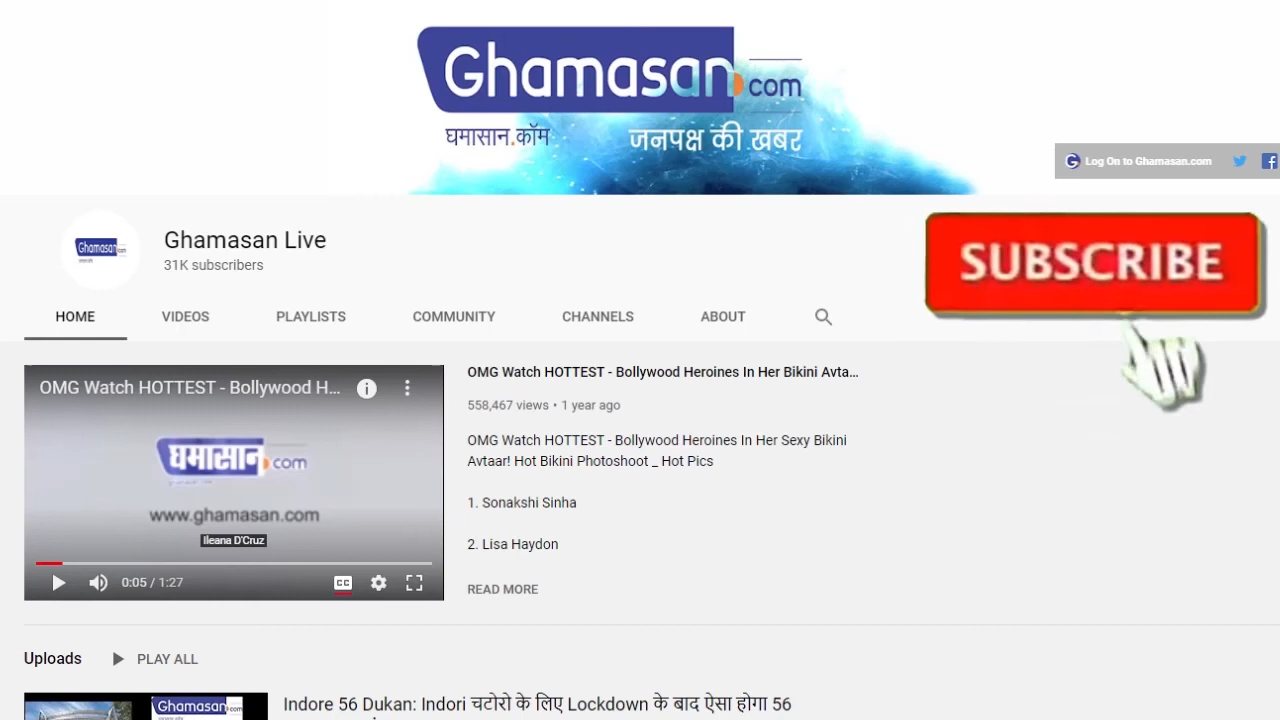 Ghamasan.com
घमासान.कॉम
जनपक्ष की खबर
Log On to Ghamasan.com
Ghamasan
Ghamasan Live
31K subscribers
SUBSCRIBE
HOME
VIDEOS
PLAYLISTS
COMMUNITY
CHANNELS
ABOUT
OMG Watch HOTTEST - Bollywood H...
घमासान.com
www.ghamasan.com
Ileana D'Cruz
0:05 / 1:27
CC
OMG Watch HOTTEST - Bollywood Heroines In Her Bikini Avta...
558,467 views • 1 year ago
OMG Watch HOTTEST - Bollywood Heroines In Her Sexy Bikini
Avtaar! Hot Bikini Photoshoot _ Hot Pics
1. Sonakshi Sinha
2. Lisa Haydon
READ MORE
Uploads
PLAY ALL
Ghamasan
Indore 56 Dukan: Indori चटोरो के लिए Lockdown के बाद ऐसा होगा 56